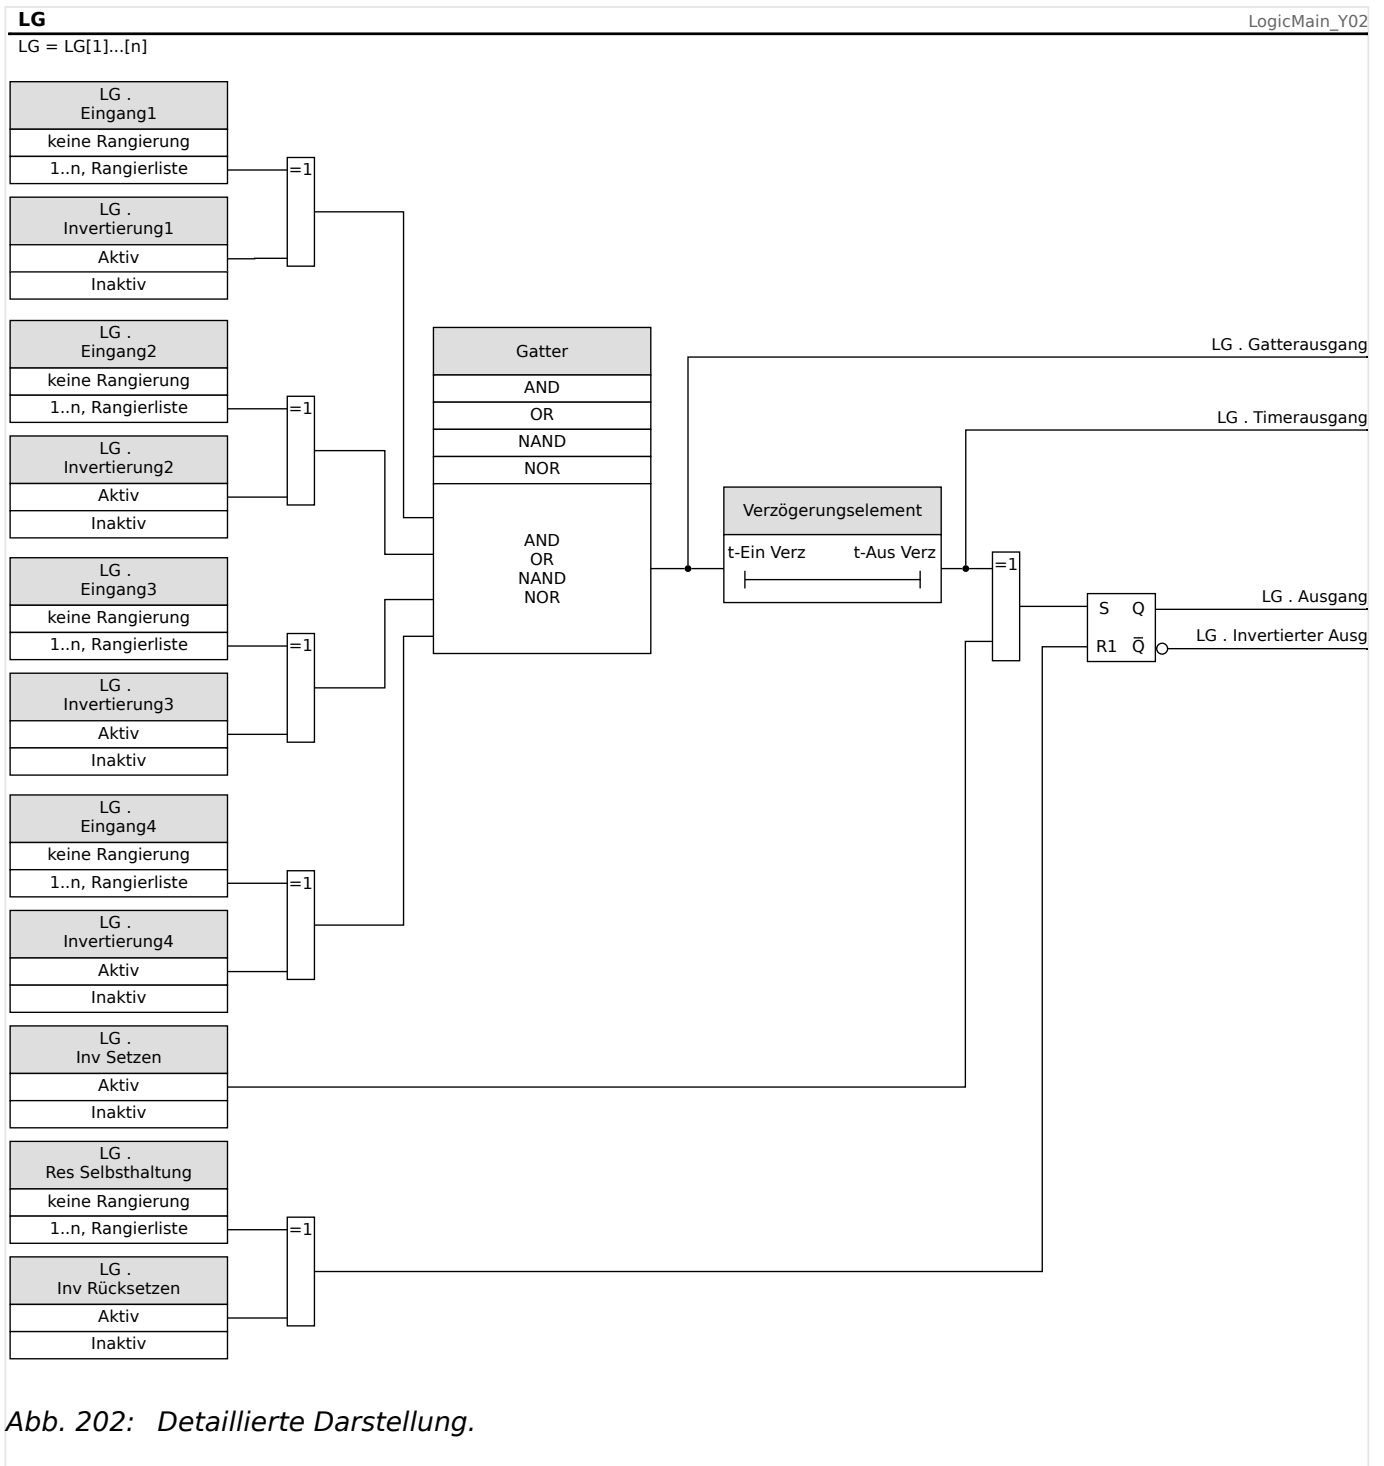 LG
LogicMain_Y02
LG = LG[1]...[n]
LG .
Eingang1
keine Rangierung
1..n, Rangierliste
=1
LG .
Invertierung1
Aktiv
Inaktiv
LG .
Eingang2
keine Rangierung
1..n, Rangierliste
=1
LG .
Invertierung2
Aktiv
Inaktiv
LG .
Eingang3
keine Rangierung
1..n, Rangierliste
=1
LG .
Invertierung3
Aktiv
Inaktiv
LG .
Eingang4
keine Rangierung
1..n, Rangierliste
=1
LG .
Invertierung4
Aktiv
Inaktiv
LG .
Inv Setzen
Aktiv
Inaktiv
LG .
Res Selbsthaltung
keine Rangierung
1..n, Rangierliste
=1
LG .
Inv Rücksetzen
Aktiv
Inaktiv
Gatter
AND
OR
NAND
NOR
AND
OR
NAND
NOR
Verzögerungselement
t-Ein Verz t-Aus Verz
=1
S Q
R1 Q̅
LG . Gatterausgang
LG . Timerausgang
LG . Ausgang
LG . Invertierter Ausg
Abb. 202: Detaillierte Darstellung.